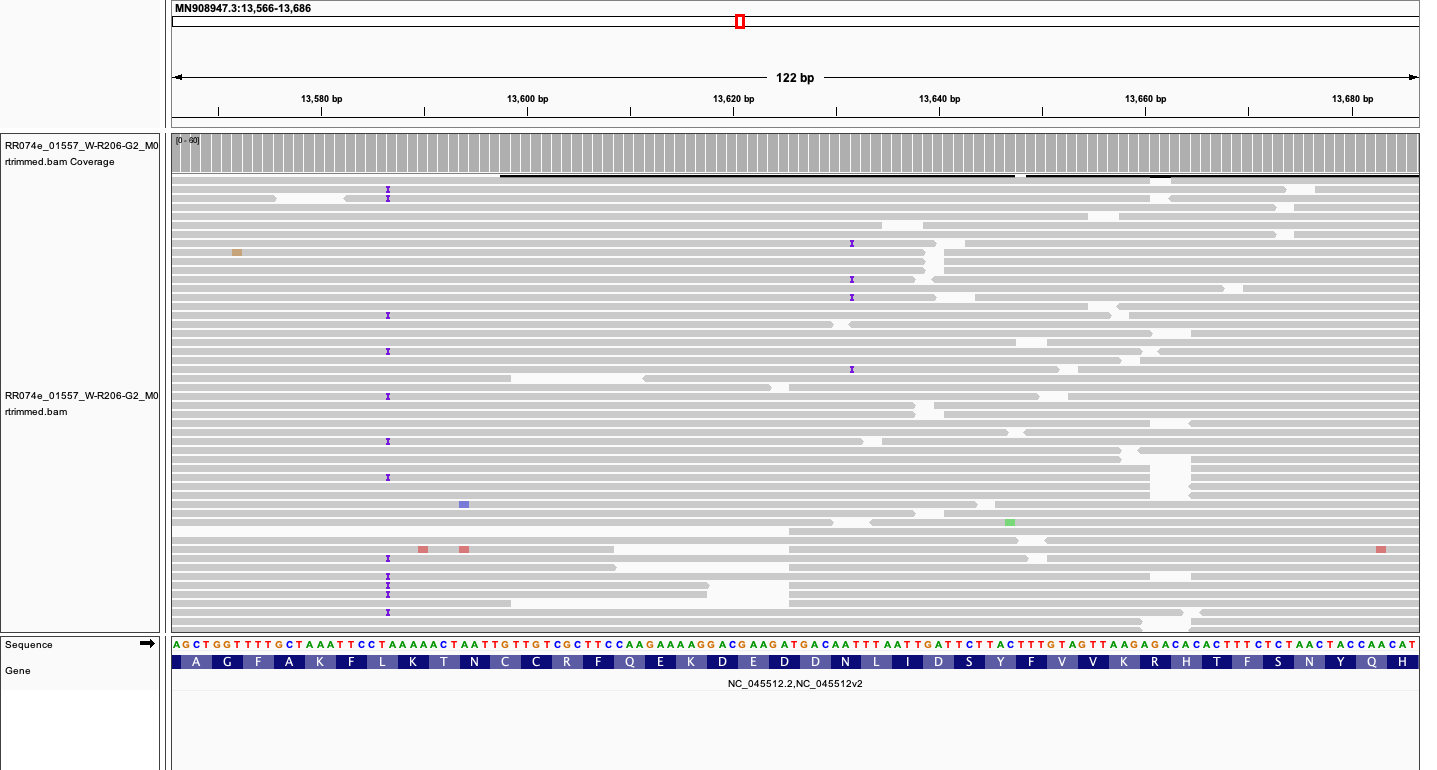 MN908947.3:13,566-13,686
122 bp
13,580 bp 13,600 bp 13,620 bp 13,640 bp 13,660 bp 13,680 bp
RR074e_01557_W-R206-G2_M0
rtrimmed.bam Coverage
[0 - 60]
RR074e_01557_W-R206-G2_M0
rtrimmed.bam
Sequence
AGCTGGTTTTGCTAAATTCCTAAAAACTAATTGTTGTCGCTTCCAAGAAAAGGACGAAGATGACAATTTAATTGATTCTTACTTTGTAGTTAAGAGACACACTTTCTCTAACTACCAACAT
Gene
A G F A K F L K T N C C R F Q E K D E D D N L I D S Y F V V K R H T F S N Y Q H
NC_045512.2,NC_045512v2